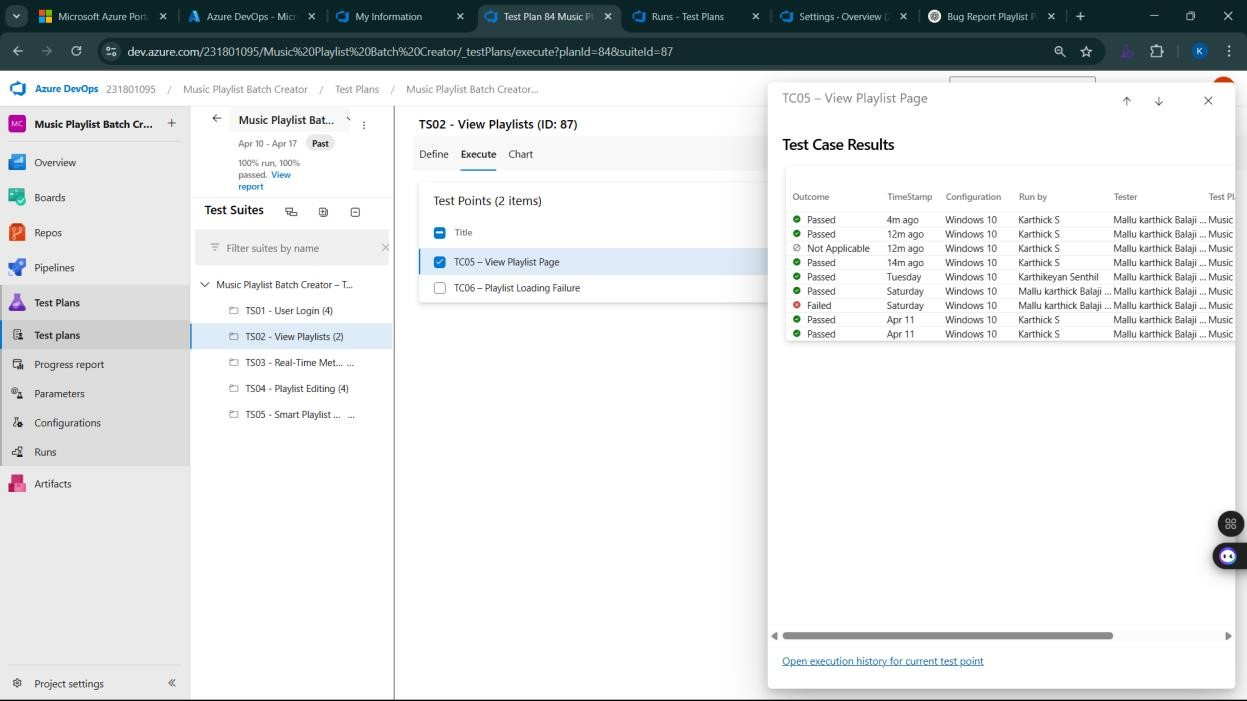 Microsoft Azure Port
Azure DevOps - Micr
My Information
Test Plan 84 Music Pl
Runs - Test Plans
Settings · Overview (
Bug Report Playlist P
dev.azure.com/231801095/Music%20Playlist%20Batch%20Creator/_testPlans/execute?planId=84&suiteId=87
K
Azure DevOps 231801095 / Music Playlist Batch Creator / Test Plans / Music Playlist Batch Creator...
MC Music Playlist Batch Cr... +
Overview
Boards
Repos
Pipelines
Test Plans
Test plans
Progress report
Parameters
Configurations
Runs
Artifacts
Project settings
Music Playlist Bat...
Apr 10 - Apr 17 Past
100% run, 100%
passed. View
report
Test Suites
Filter suites by name
Music Playlist Batch Creator – T...
TS01 - User Login (4)
TS02 - View Playlists (2)
TS03 - Real-Time Met... ...
TS04 - Playlist Editing (4)
TS05 - Smart Playlist ... ...
TS02 - View Playlists (ID: 87)
Define Execute Chart
Test Points (2 items)
Title
TC05 – View Playlist Page
TC06 – Playlist Loading Failure
TC05 – View Playlist Page
Test Case Results
Outcome TimeStamp Configuration Run by Tester Test Pl
Passed 4m ago Windows 10 Karthick S Mallu karthick Balaji ... Music
Passed 12m ago Windows 10 Karthick S Mallu karthick Balaji ... Music
Not Applicable 12m ago Windows 10 Karthick S Mallu karthick Balaji ... Music
Passed 14m ago Windows 10 Karthick S Mallu karthick Balaji ... Music
Passed Tuesday Windows 10 Karthikeyan Senthil Mallu karthick Balaji ... Music
Passed Saturday Windows 10 Mallu karthick Balaji ... Mallu karthick Balaji ... Music
Failed Saturday Windows 10 Mallu karthick Balaji ... Mallu karthick Balaji ... Music
Passed Apr 11 Windows 10 Karthick S Mallu karthick Balaji ... Music
Passed Apr 11 Windows 10 Karthick S Mallu karthick Balaji ... Music
Open execution history for current test point